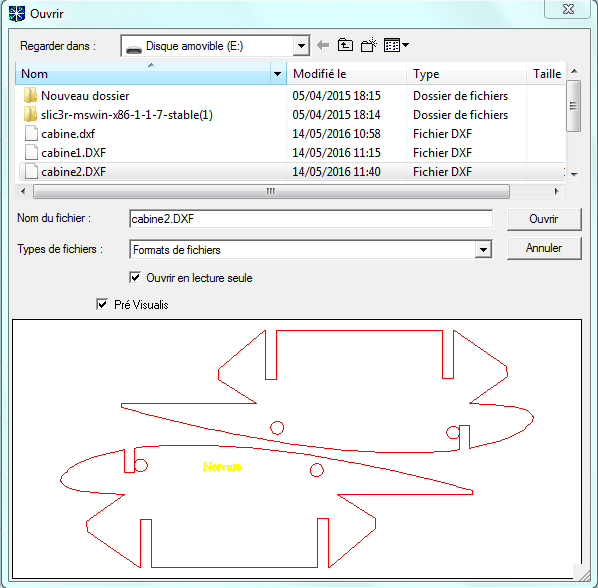 Ouvrir
Regarder dans : Disque amovible (E:)
Nom Modifié le Type Taille
Nouveau dossier 05/04/2015 18:15 Dossier de fichiers
slic3r-mswin-x86-1-1-7-stable(1) 05/04/2015 18:14 Dossier de fichiers
cabine.dxf 14/05/2016 10:58 Fichier DXF
cabine1.DXF 14/05/2016 11:15 Fichier DXF
cabine2.DXF 14/05/2016 11:40 Fichier DXF
Nom du fichier : cabine2.DXF Ouvrir
Types de fichiers : Formats de fichiers Annuler
Ouvrir en lecture seule
Pré Visualis